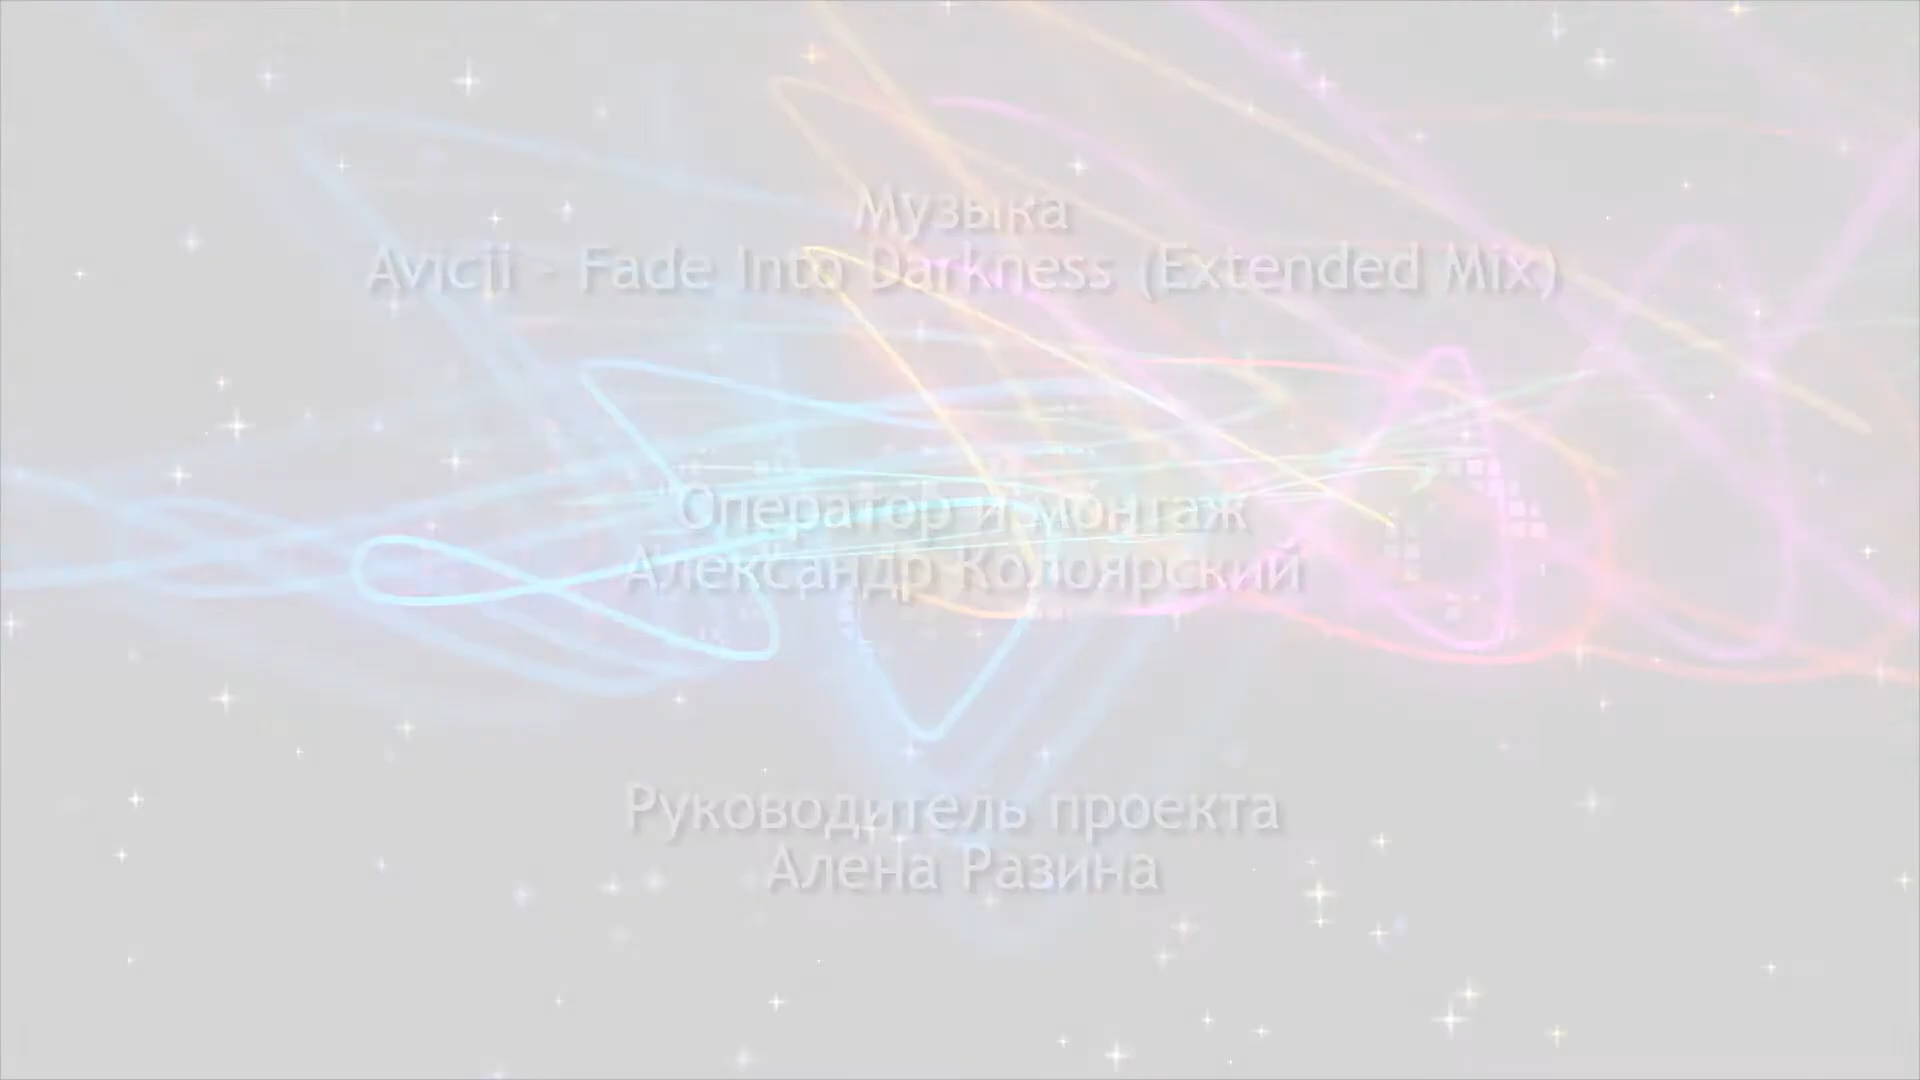 Музыка
Avicii - Fade Into Darkness (Extended Mix)
Оператор и монтаж
Александр Колоярский
Руководитель проекта
Алена Разина